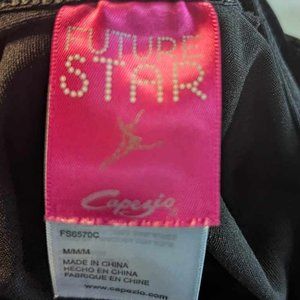 FUTURE
STAR
Capezio
FS6570C
M/M/M
MADE IN CHINA
HECHO EN CHINA
FABRIQUE EN CHINE
www.capezio.com